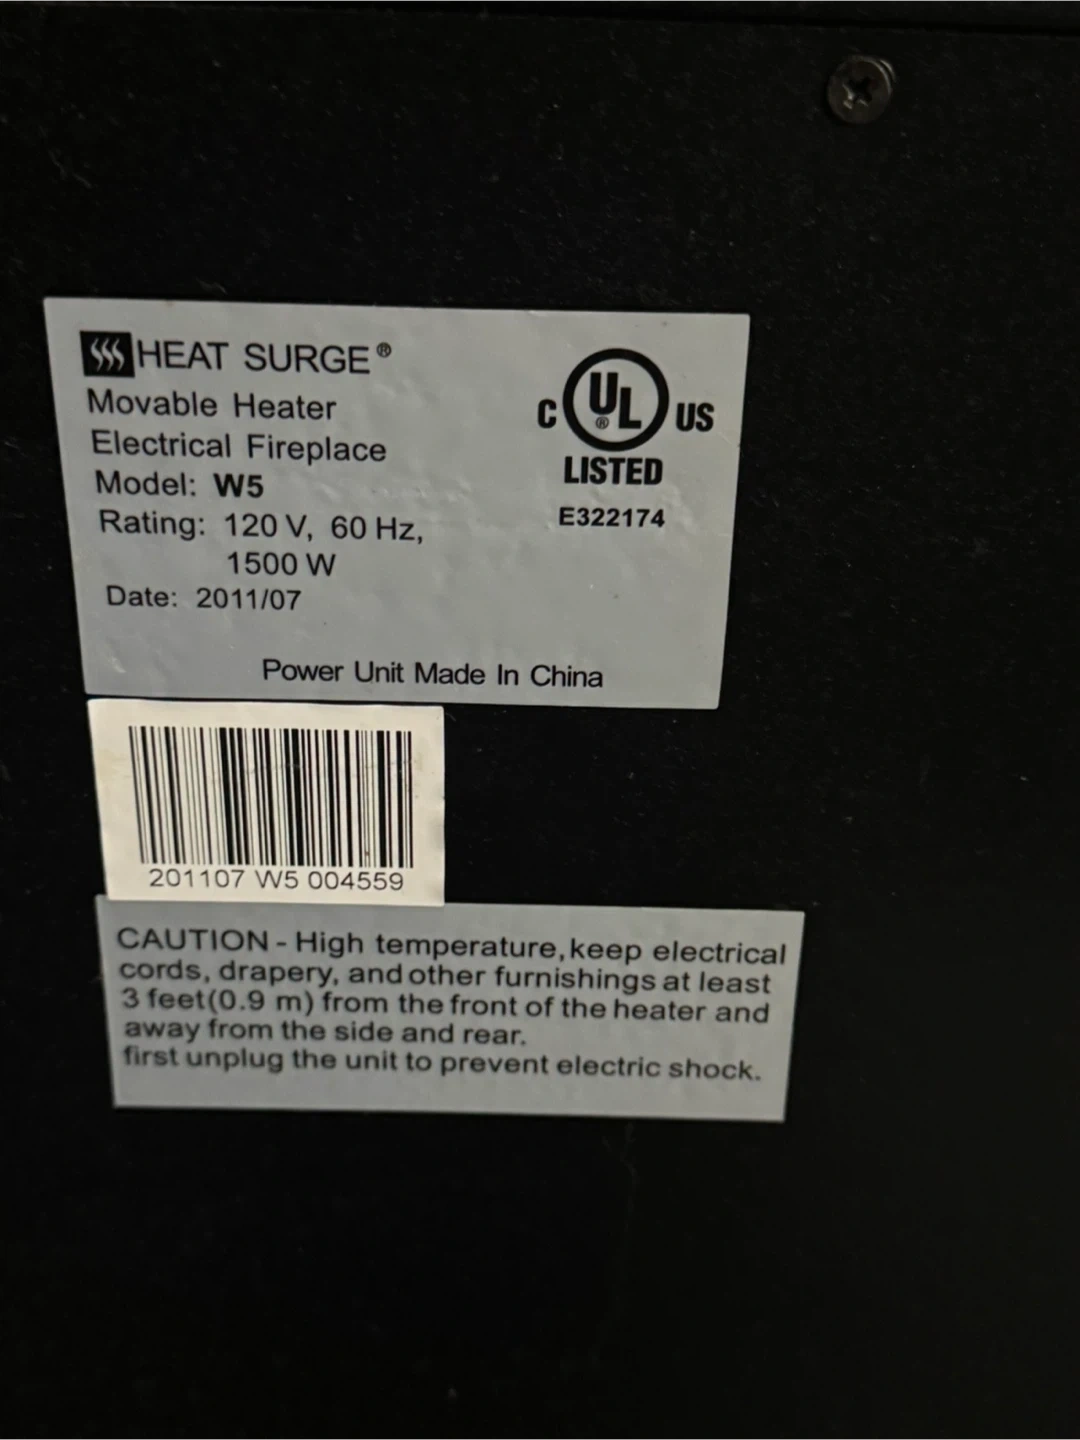 HEAT SURGE®
Movable Heater
Electrical Fireplace
Model: W5
Rating: 120 V, 60 Hz,
1500 W
Date: 2011/07
C UL® US
LISTED
E322174
Power Unit Made In China
201107 W5 004559
CAUTION - High temperature, keep electrical
cords, drapery, and other furnishings at least
3 feet(0.9 m) from the front of the heater and
away from the side and rear.
first unplug the unit to prevent electric shock.